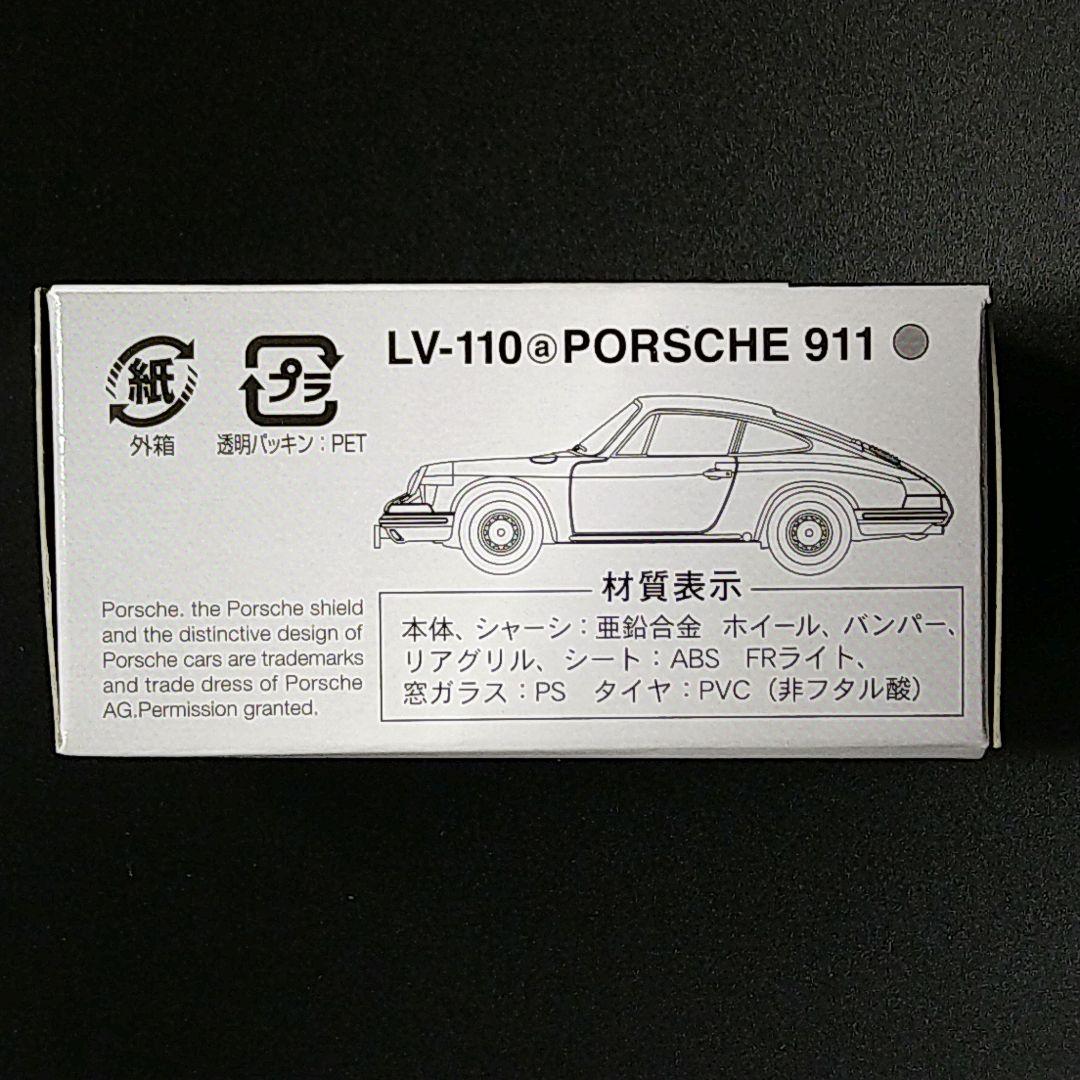 LV-110ⓐPORSCHE 911
紙
プラ
外箱
透明パッキン：PET
Porsche. the Porsche shield
and the distinctive design of
Porsche cars are trademarks
and trade dress of Porsche
AG.Permission granted.
材質表示
本体、シャーシ：亜鉛合金　ホイール、バンパー、
リアグリル、シート：ABS　FRライト、
窓ガラス：PS　タイヤ：PVC（非フタル酸）